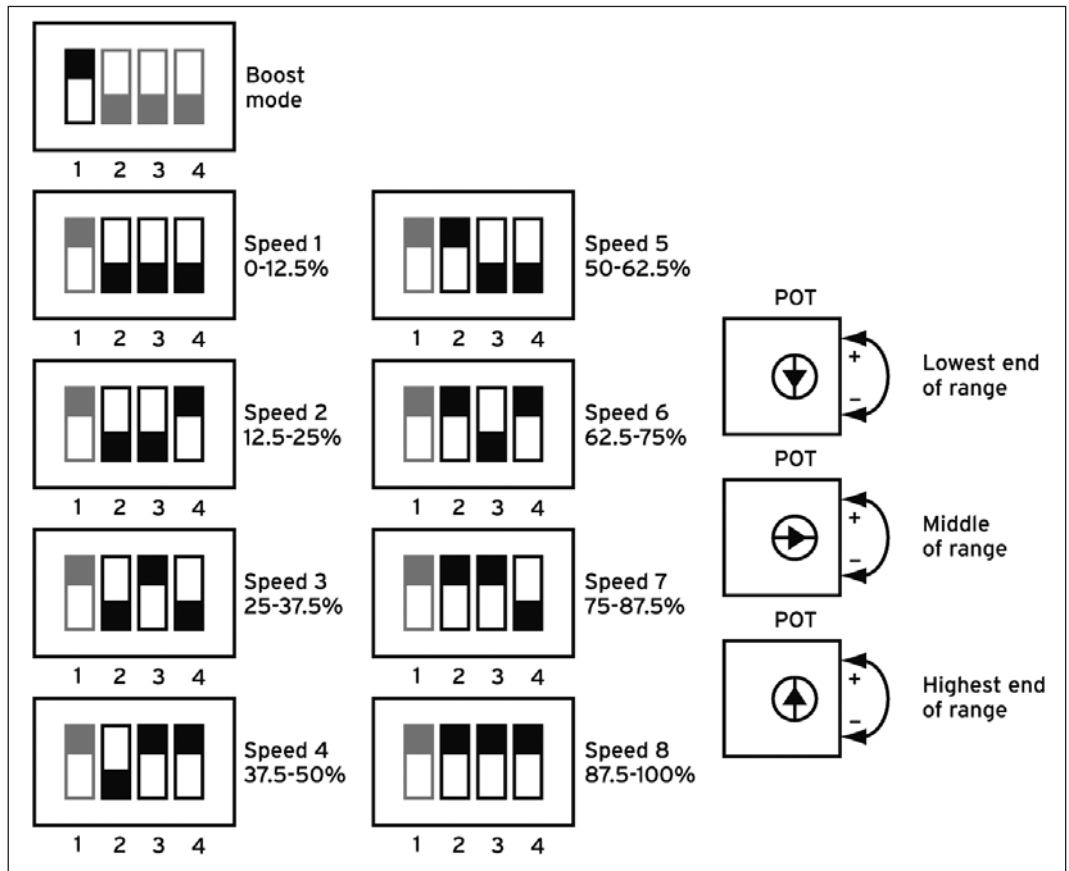 Boost
mode
1 2 3 4
Speed 1
0-12.5%
1 2 3 4
Speed 2
12.5-25%
1 2 3 4
Speed 3
25-37.5%
1 2 3 4
Speed 4
37.5-50%
1 2 3 4
Speed 5
50-62.5%
1 2 3 4
Speed 6
62.5-75%
1 2 3 4
Speed 7
75-87.5%
1 2 3 4
Speed 8
87.5-100%
1 2 3 4
POT
+
−
Lowest end
of range
POT
+
−
Middle
of range
POT
+
−
Highest end
of range